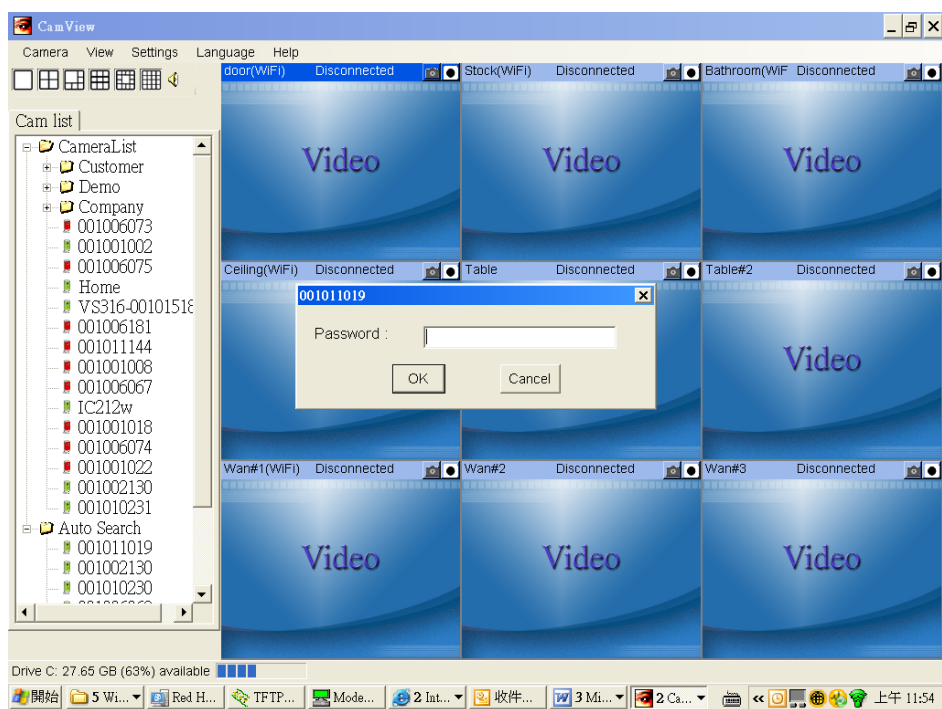 CamView
Camera View Settings Language Help
door(WiFi) Disconnected
Stock(WiFi) Disconnected
Bathroom(WiF Disconnected
Cam list
CameraList
Customer
Demo
Company
001006073
001001002
001006075
Home
VS316-00101518
001006181
001011144
001001008
001006067
IC212w
001001018
001006074
001001022
001002130
001010231
Auto Search
001011019
001002130
001010230
Video
Video
Video
Ceiling(WiFi) Disconnected
Table Disconnected
Table#2 Disconnected
001011019
Password :
OK Cancel
Video
Wan#1(WiFi) Disconnected
Wan#2 Disconnected
Wan#3 Disconnected
Video
Video
Video
Drive C: 27.65 GB (63%) available
開始 5 Wi... Red H... TFTP... Mode... 2 Int... 收件... 3 Mi... 2 Ca... 上午 11:54